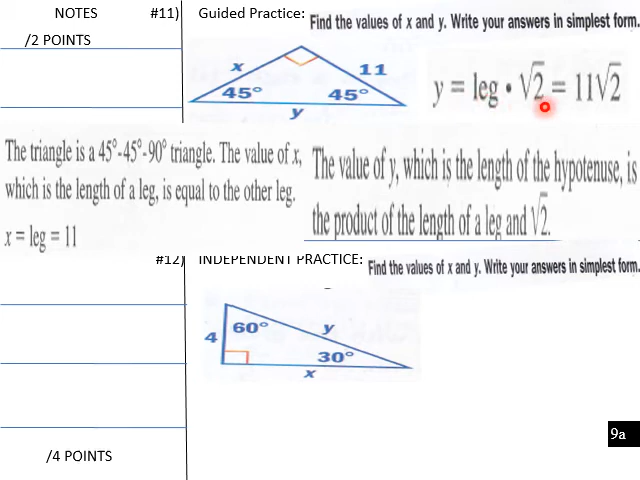 NOTES
#11)
Guided Practice:
Find the values of x and y. Write your answers in simplest form.
/2 POINTS
x
11
45°
45°
y
y = leg • √2 = 11√2
The triangle is a 45°-45°-90° triangle. The value of x,
which is the length of a leg, is equal to the other leg.
x = leg = 11
The value of y, which is the length of the hypotenuse, is
the product of the length of a leg and √2.
#12)
INDEPENDENT PRACTICE:
Find the values of x and y. Write your answers in simplest form.
60°
y
4
30°
x
9a
/4 POINTS